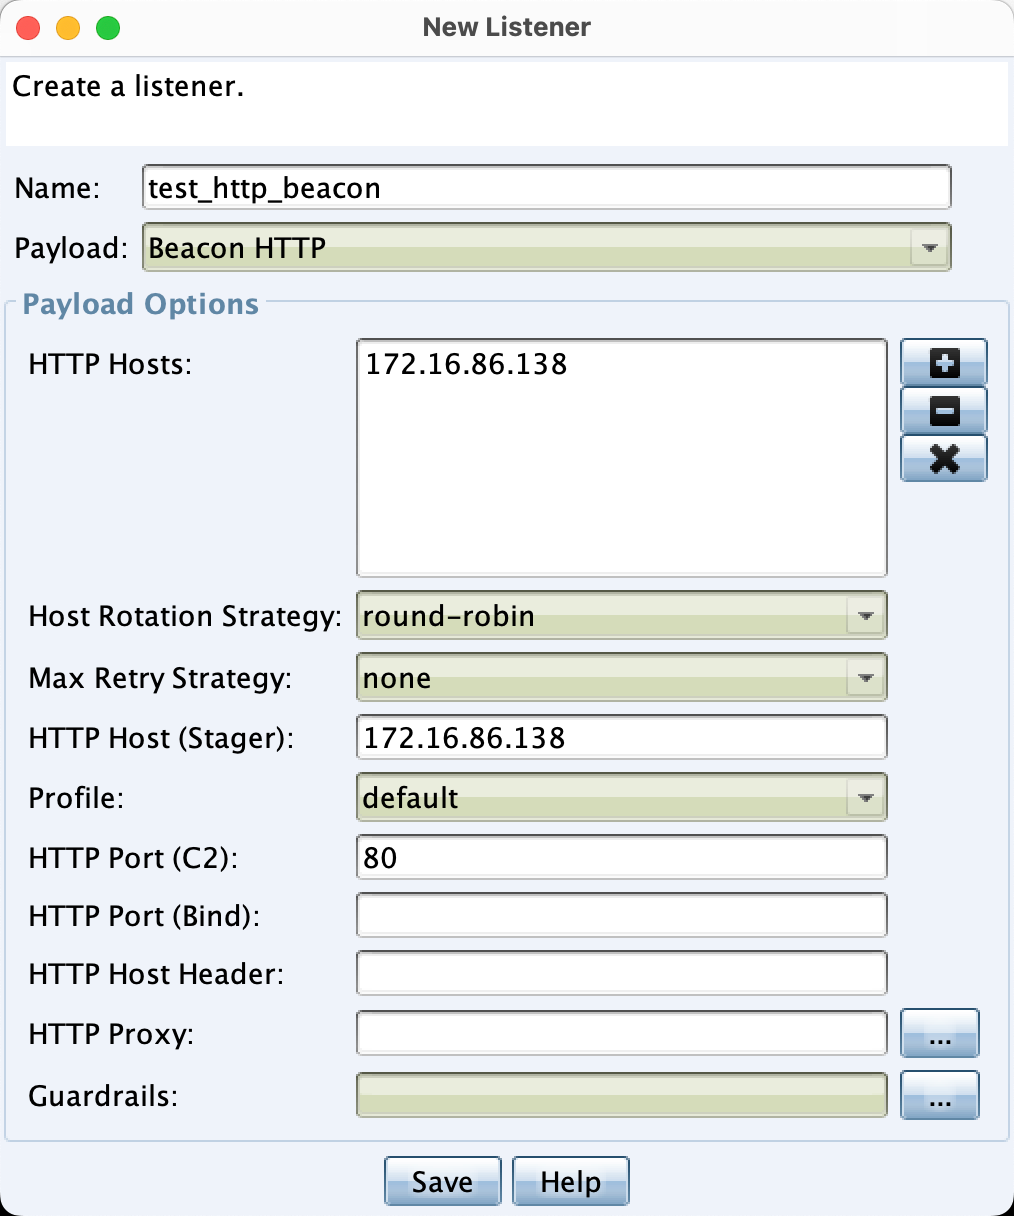 New Listener
Create a listener.
Name: test_http_beacon
Payload: Beacon HTTP
Payload Options
HTTP Hosts: 172.16.86.138
Host Rotation Strategy: round-robin
Max Retry Strategy: none
HTTP Host (Stager): 172.16.86.138
Profile: default
HTTP Port (C2): 80
HTTP Port (Bind):
HTTP Host Header:
HTTP Proxy: ...
Guardrails: ...
Save Help